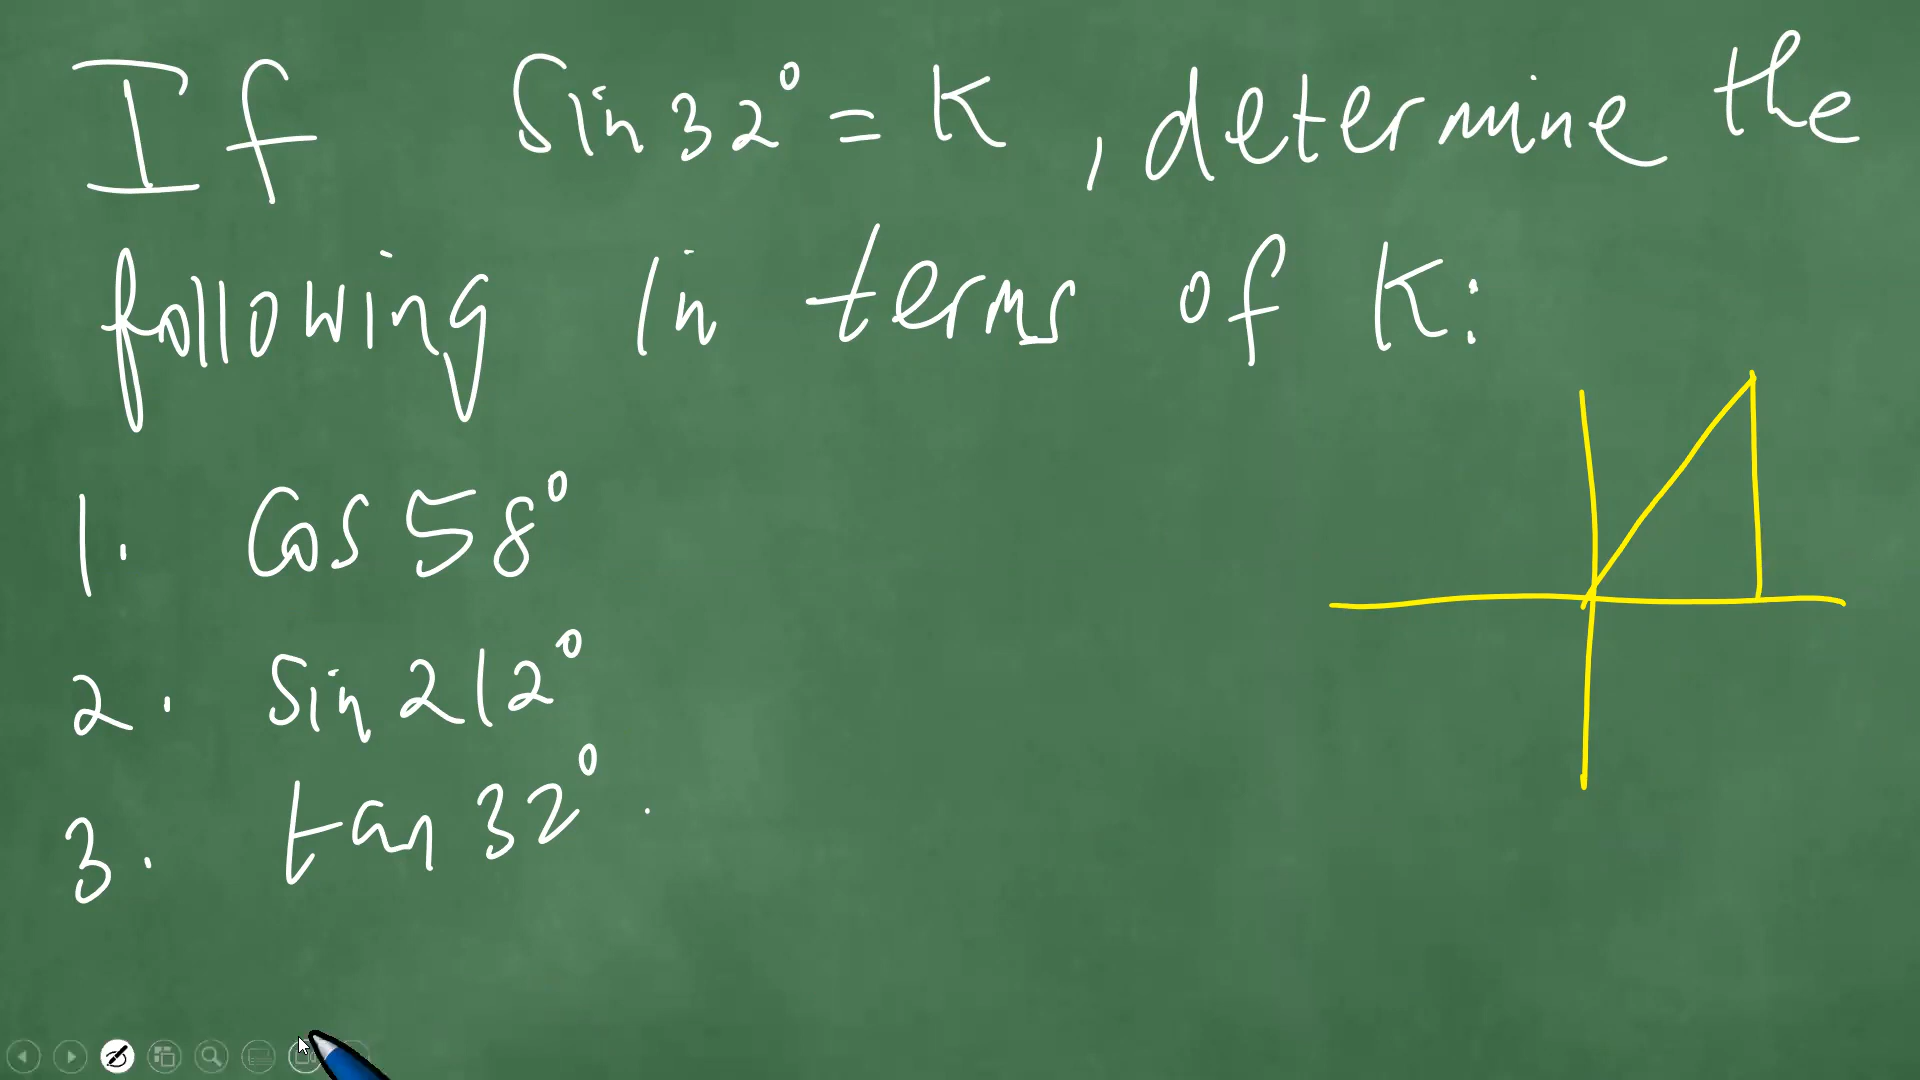 If sin 32° = K, determine the
following in terms of K:
1. Cos 58°
2. sin 212°
3. tan 32°.